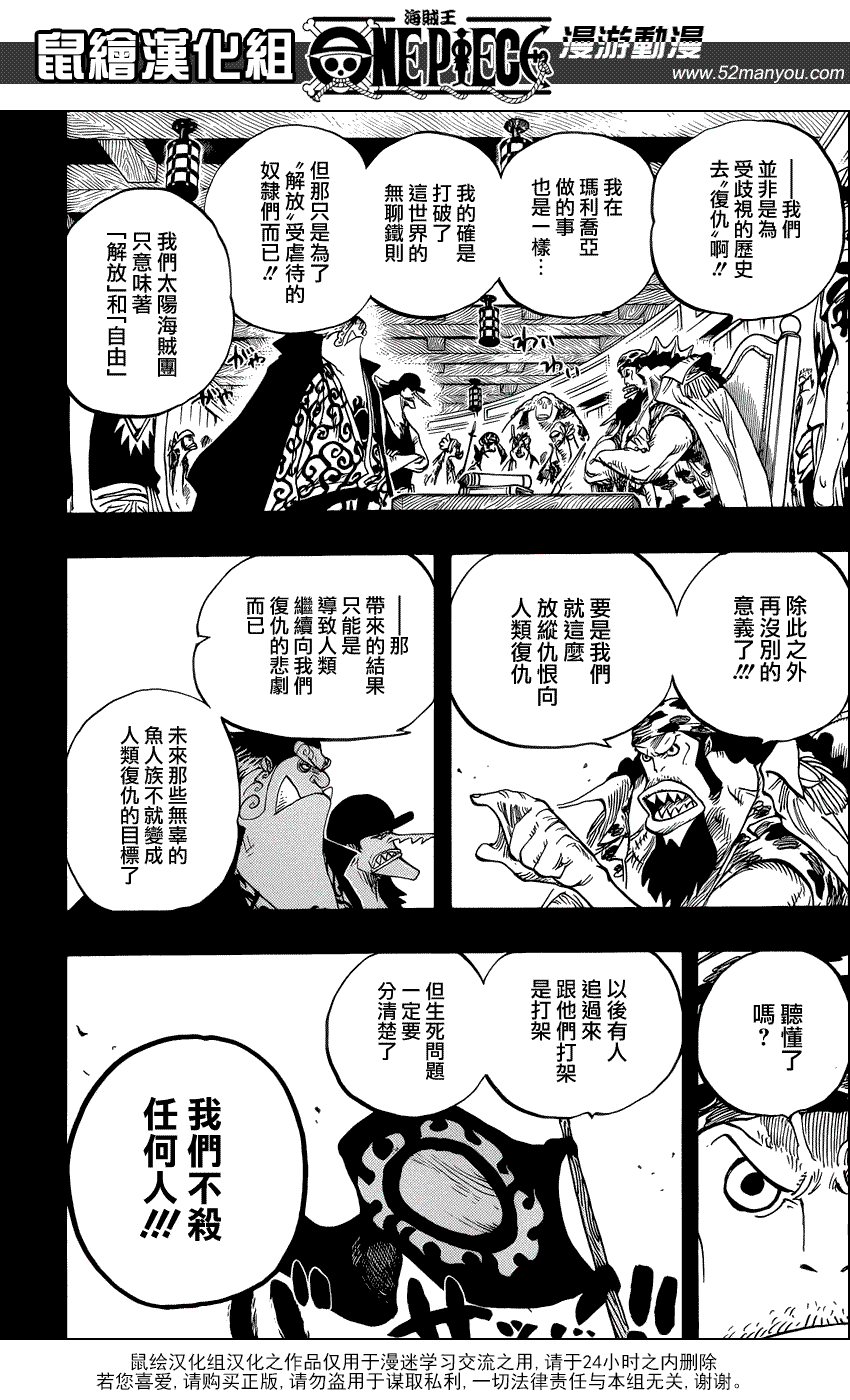 鼠繪漢化組
海賊王
ONE PIECE
漫游動漫
www.52manyou.com
——我們
並非是為
受歧視的歷史
去“復仇”啊!!
我在
瑪利喬亞
做的事
也是一樣…
我的確是
打破了
這世界的
無聊鐵則
但那只是為了
“解放”受虐待的
奴隸們而已!!
我們太陽海賊團
只意味著
「解放」和「自由」
わい
わい
ガヤ
ガヤ
除此之外
再沒別的
意義了!!!
要是我們
就這麼
放縱仇恨向
人類復仇
——那
帶來的結果
只能是
導致人類
繼續向我們
復仇的悲劇
而已
未來那些無辜的
魚人族不就變成
人類復仇的目標了
聽懂了
嗎?
以後有人
追過來
跟他們打架
是打架
但生死問題
一定要
分清楚了
我們不殺
任何人!!!
鼠绘汉化组汉化之作品仅用于漫迷学习交流之用, 请于24小时之内删除
若您喜爱, 请购买正版, 请勿盗用于谋取私利, 一切法律责任与本组无关, 谢谢。